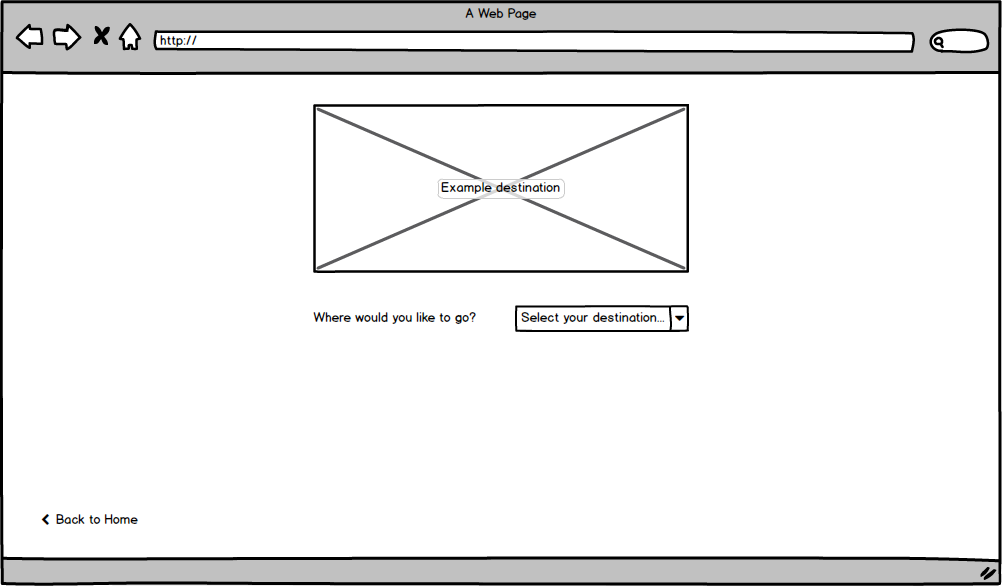 A Web Page
http://
Example destination
Where would you like to go?
Select your destination...
Back to Home